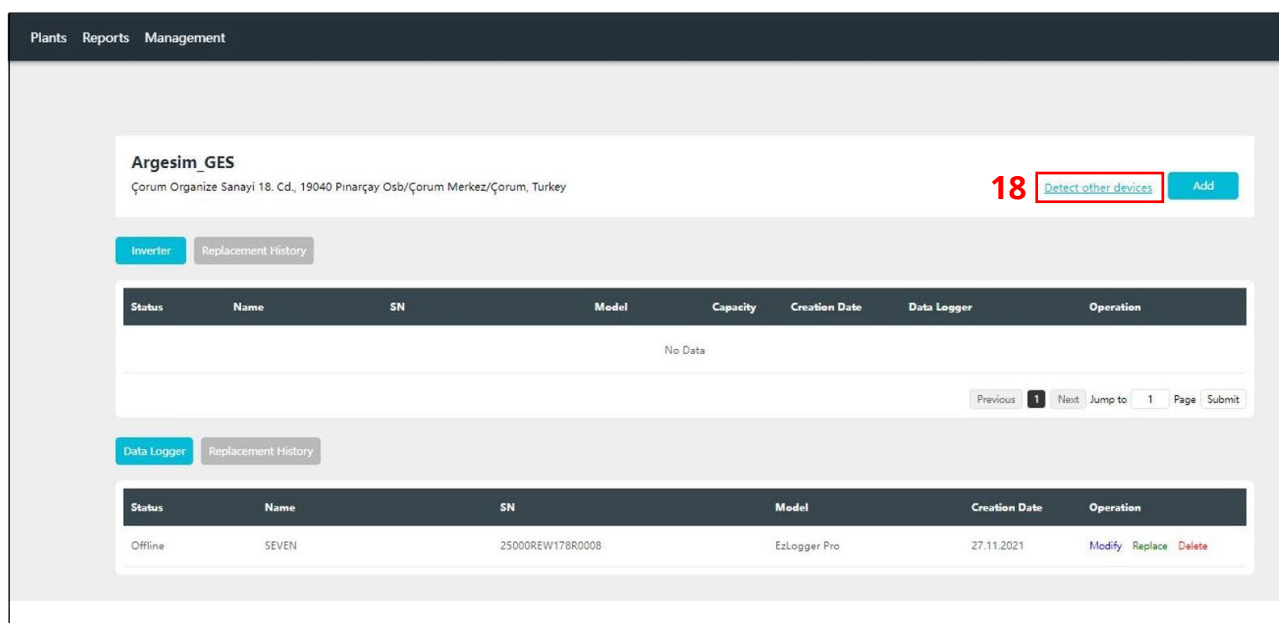 Plants Reports Management
Argesim_GES
Çorum Organize Sanayi 18. Cd., 19040 Pınarçay Osb/Çorum Merkez/Çorum, Turkey
18 Detect other devices Add
Inverter Replacement History
Status Name SN Model Capacity Creation Date Data Logger Operation
No Data
Previous 1 Next Jump to 1 Page Submit
Data Logger Replacement History
Status Name SN Model Creation Date Operation
Offline SEVEN 25000REW178R0008 EzLogger Pro 27.11.2021 Modify Replace Delete